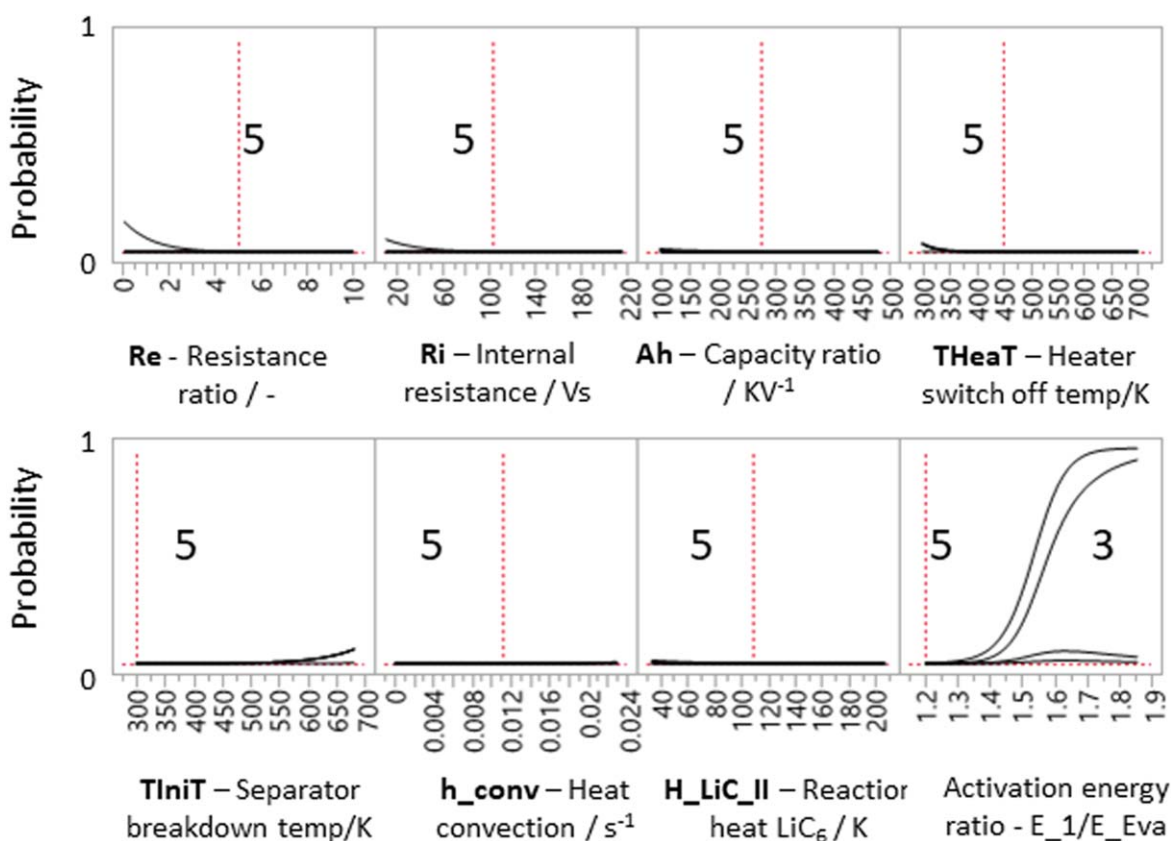 1
Probability
0
5 5 5 5
0 2 4 6 8 10 20 60 100 140 180 220 100 150 200 250 300 350 400 450 500 300 350 400 450 500 550 600 650 700
Re - Resistance
ratio / -
Ri – Internal
resistance / Vs
Ah – Capacity ratio
/ KV-1
THeaT – Heater
switch off temp/K
1
Probability
0
5 5 5 5 3
300 350 400 450 500 550 600 650 700 0 0.004 0.008 0.012 0.016 0.02 0.024 40 60 80 100 120 140 160 180 200 1.2 1.3 1.4 1.5 1.6 1.7 1.8 1.9
TIniT – Separator
breakdown temp/K
h_conv – Heat
convection / s-1
H_LiC_II – Reaction
heat LiC6 / K
Activation energy
ratio - E_1/E_Eva